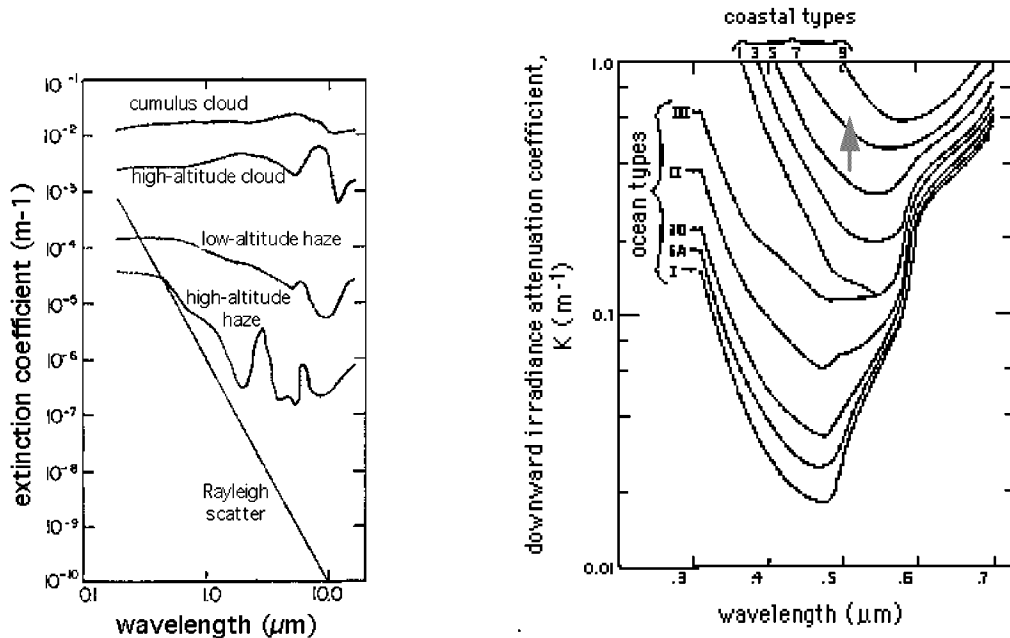 10-1
10-2
10-3
10-4
10-5
10-6
10-7
10-8
10-9
10-10
extinction coefficient (m-1)
cumulus cloud
high-altitude cloud
low-altitude haze
high-altitude
haze
Rayleigh
scatter
0.1 1.0 10.0
wavelength (μm)
coastal types
1 3 5 7 9
1.0
0.1
0.01
downward irradiance attenuation coefficient,
K (m-1)
ocean types
III
II
IA
I
.3 .4 .5 .6 .7
wavelength (μm)